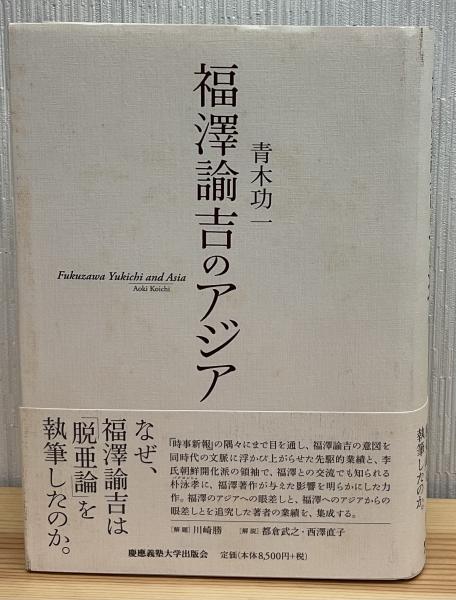 福澤諭吉のアジア
青木功一
Fukuzawa Yukichi and Asia
Aoki Koichi
なぜ、
福澤諭吉は
「脱亜論」を
執筆したのか。
『時事新報』の隅々にまで目を通し、福澤諭吉の意図を
同時代の文脈に浮かび上がらせた先駆的業績と、李
氏朝鮮開化派の領袖で、福澤との交流でも知られる
朴泳孝に、福澤著作が与えた影響を明らかにした力
作。福澤のアジアへの眼差しと、福澤へのアジアからの
眼差しとを追究した著者の業績を、集成する。
［解題］川崎勝　［解説］都倉武之・西澤直子
慶應義塾大学出版会
定価（本体8,500円+税）
執筆したのか。